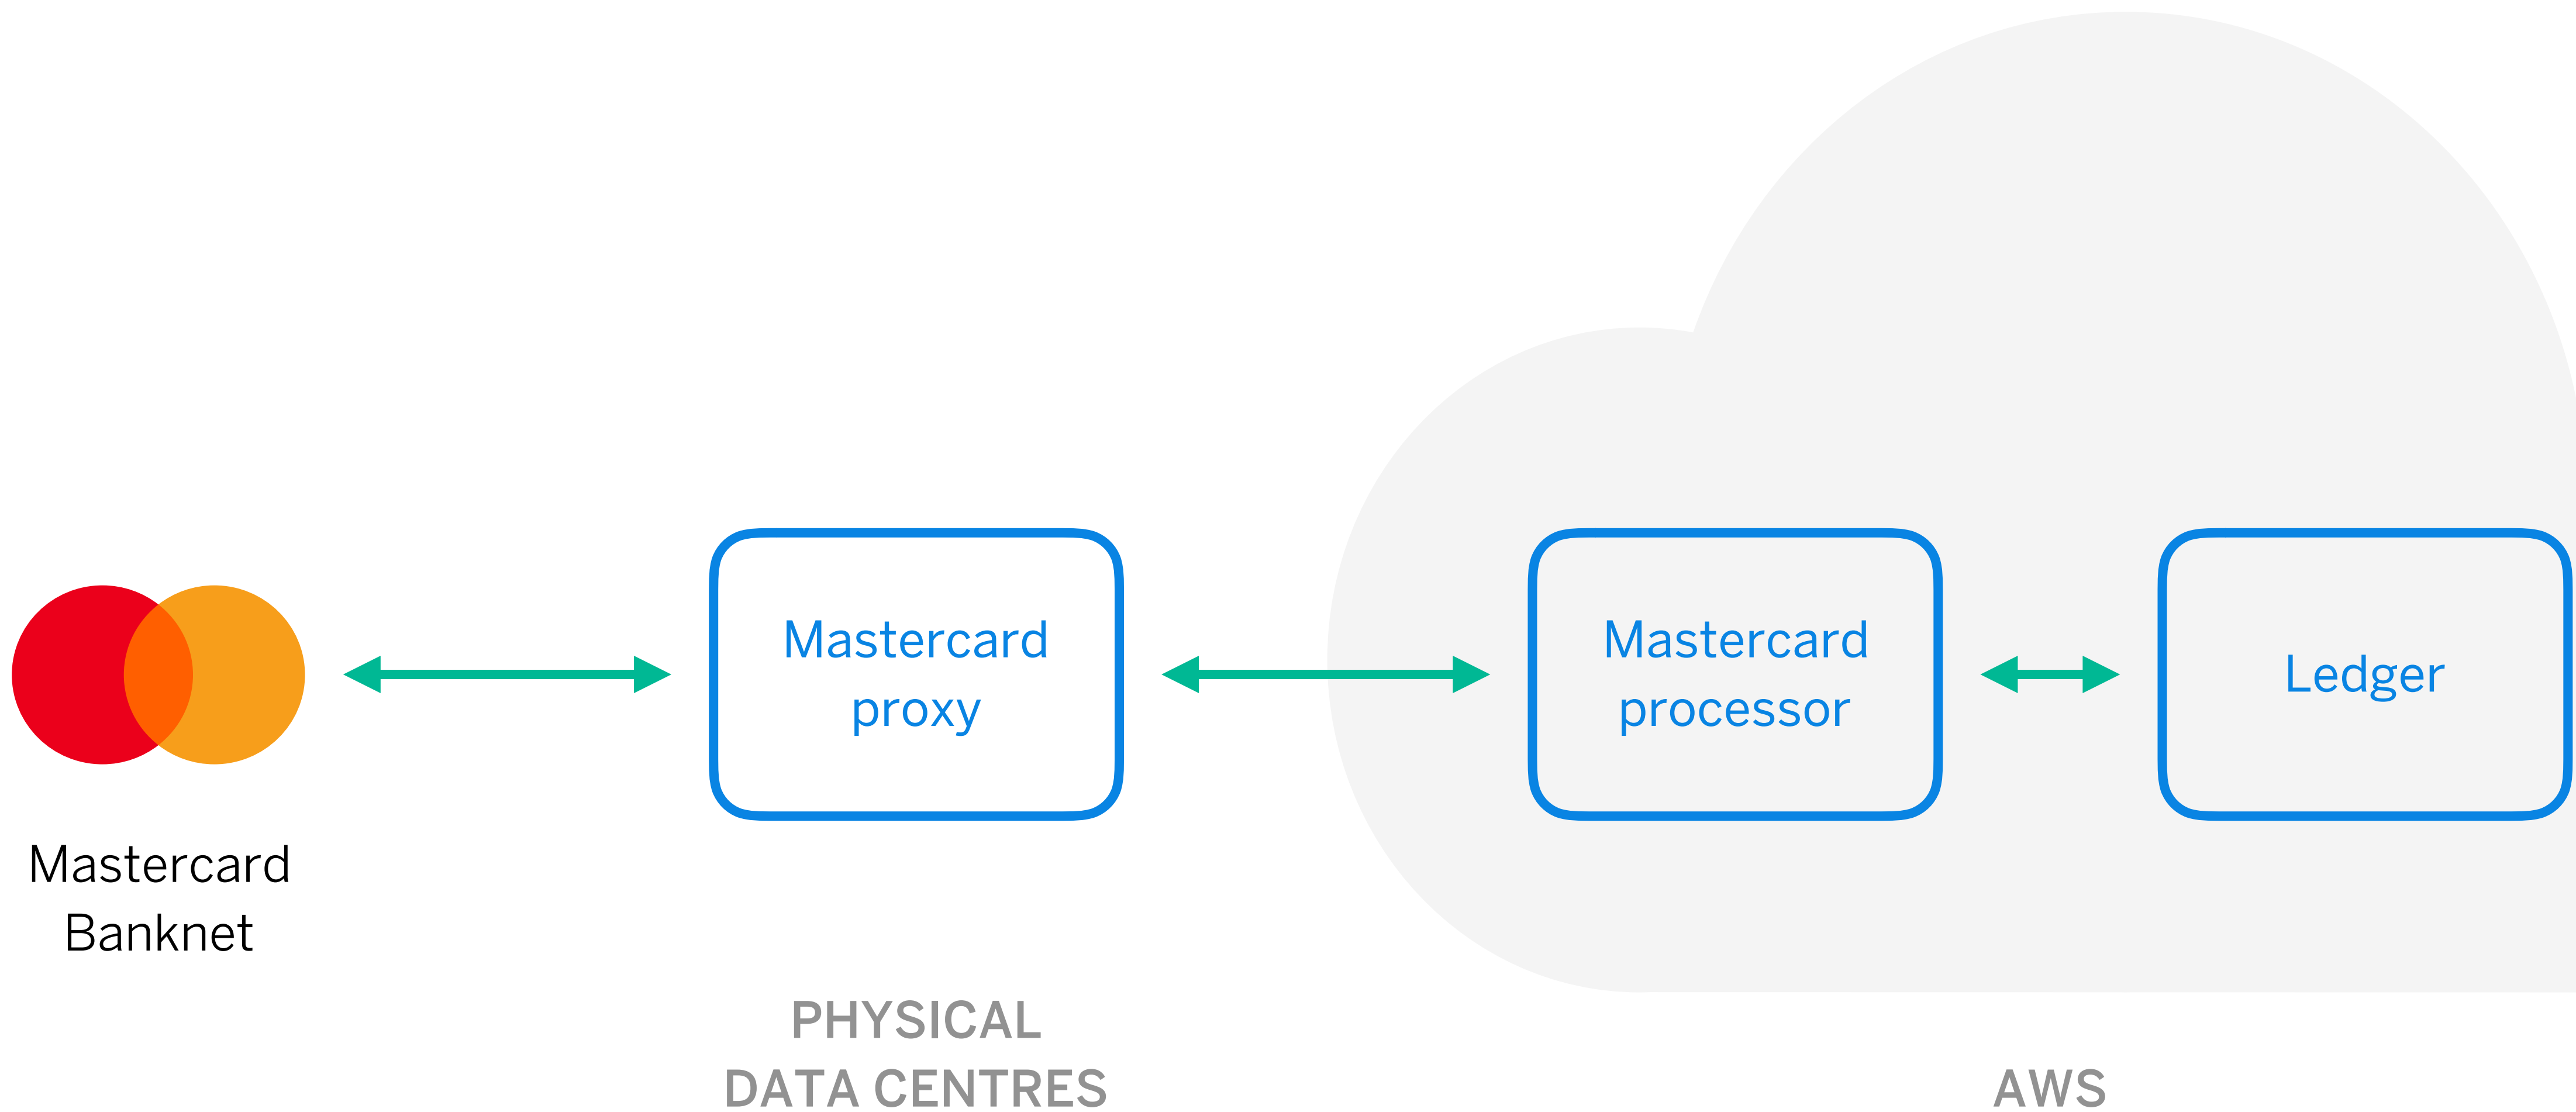 Mastercard
proxy
Mastercard
processor
Ledger
Mastercard
Banknet
PHYSICAL
DATA CENTRES
AWS